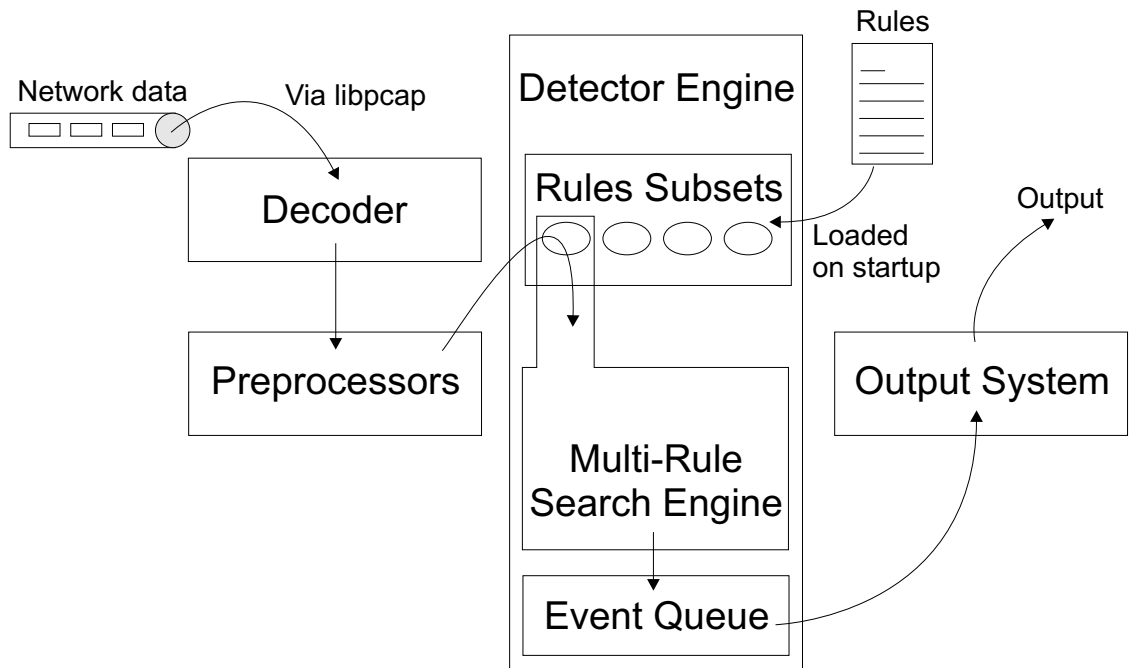 Rules
Network data
Via libpcap
Detector Engine
Decoder
Rules Subsets
Loaded
on startup
Output
Preprocessors
Output System
Multi-Rule
Search Engine
Event Queue